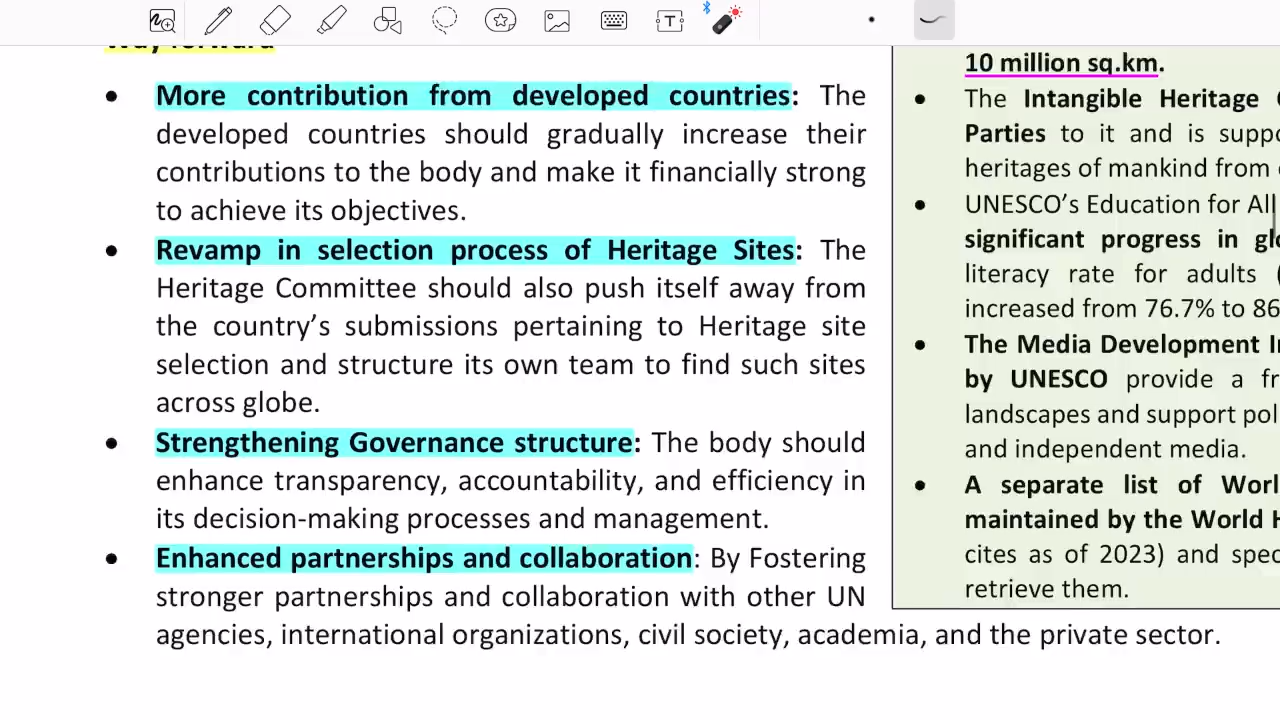 Way forward
• More contribution from developed countries: The
developed countries should gradually increase their
contributions to the body and make it financially strong
to achieve its objectives.
• Revamp in selection process of Heritage Sites: The
Heritage Committee should also push itself away from
the country's submissions pertaining to Heritage site
selection and structure its own team to find such sites
across globe.
• Strengthening Governance structure: The body should
enhance transparency, accountability, and efficiency in
its decision-making processes and management.
• Enhanced partnerships and collaboration: By Fostering
stronger partnerships and collaboration with other UN
agencies, international organizations, civil society, academia, and the private sector.
10 million sq.km.
• The Intangible Heritage
Parties to it and is
heritages of mankind from
• UNESCO's Education for All
significant progress in
literacy rate for adults
increased from 76.7% to
• The Media Development
by UNESCO provide a
landscapes and support
and independent media.
• A separate list of
maintained by the World
cites as of 2023) and
retrieve them.